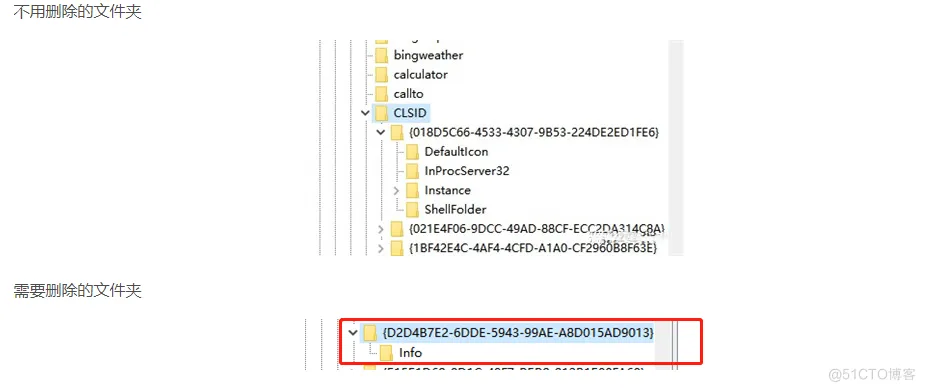 不用删除的文件夹
bingweather
calculator
callto
CLSID
{018D5C66-4533-4307-9B53-224DE2ED1FE6}
DefaultIcon
InProcServer32
Instance
ShellFolder
{021E4F06-9DCC-49AD-88CF-ECC2DA314C8A}
{1BF42E4C-4AF4-4CFD-A1A0-CF2960B8F63E}
需要删除的文件夹
{D2D4B7E2-6DDE-5943-99AE-A8D015AD9013}
Info
@51CTO博客